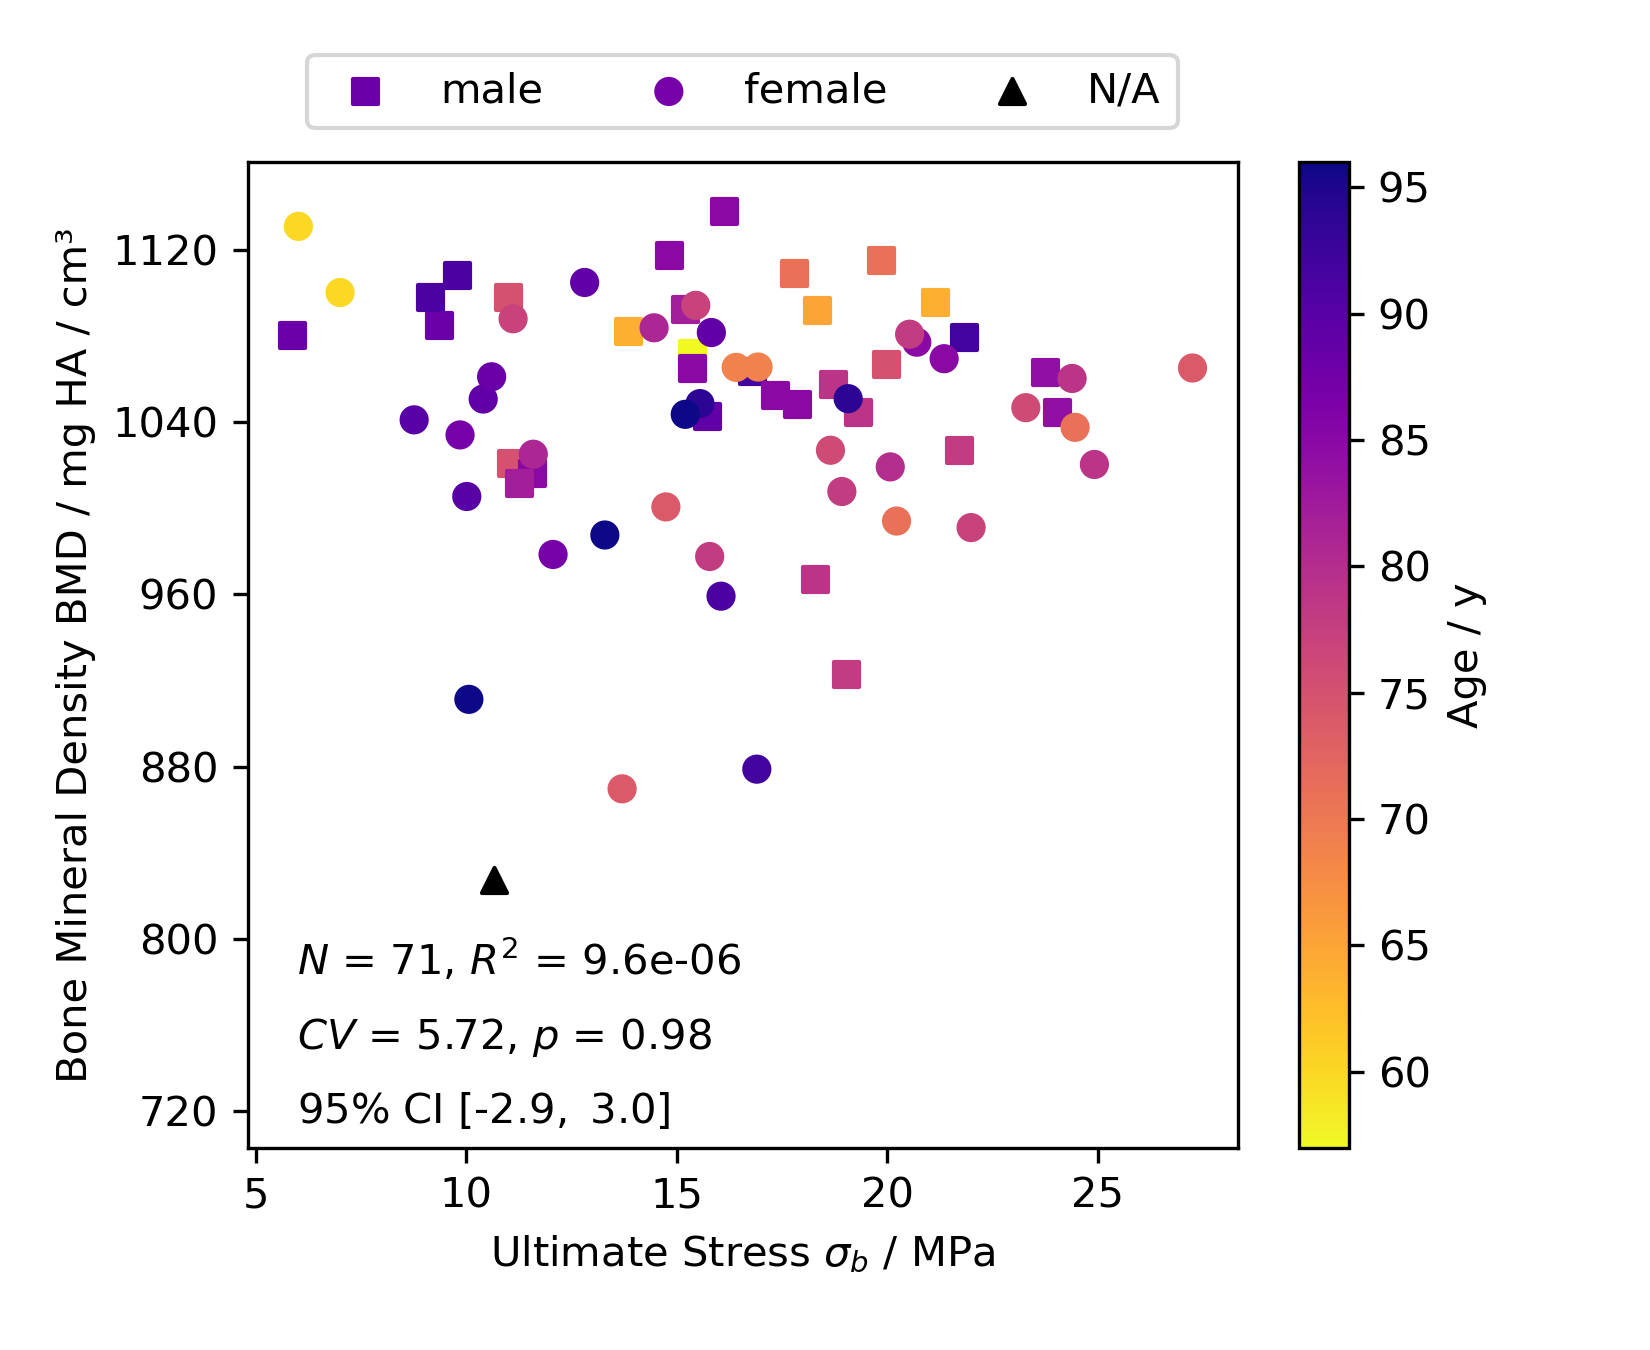 male female N/A
Bone Mineral Density BMD / mg HA / cm³
1120
1040
960
880
800
720
N = 71, R² = 9.6e-06
CV = 5.72, p = 0.98
95% CI [-2.9, 3.0]
5 10 15 20 25
Ultimate Stress σ_b / MPa
95
90
85
80
75
70
65
60
Age / y